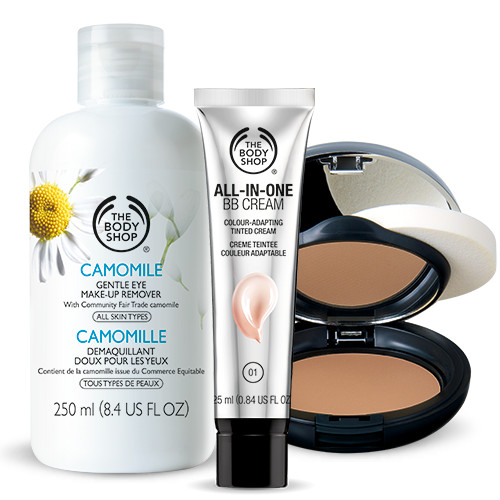 THE
BODY
SHOP®
CAMOMILE
GENTLE EYE
MAKE-UP REMOVER
With Community Fair Trade camomile
ALL SKIN TYPES
CAMOMILLE
DEMAQUILLANT
DOUX POUR LES YEUX
Contient de la camomille issue du Commerce Equitable
TOUS TYPES DE PEAUX
250 ml (8.4 US FL OZ)
THE
BODY
SHOP®
ALL-IN-ONE
BB CREAM
COLOUR-ADAPTING
TINTED CREAM
CREME TEINTEE
COULEUR ADAPTABLE
01
25 ml (0.84 US FL OZ)